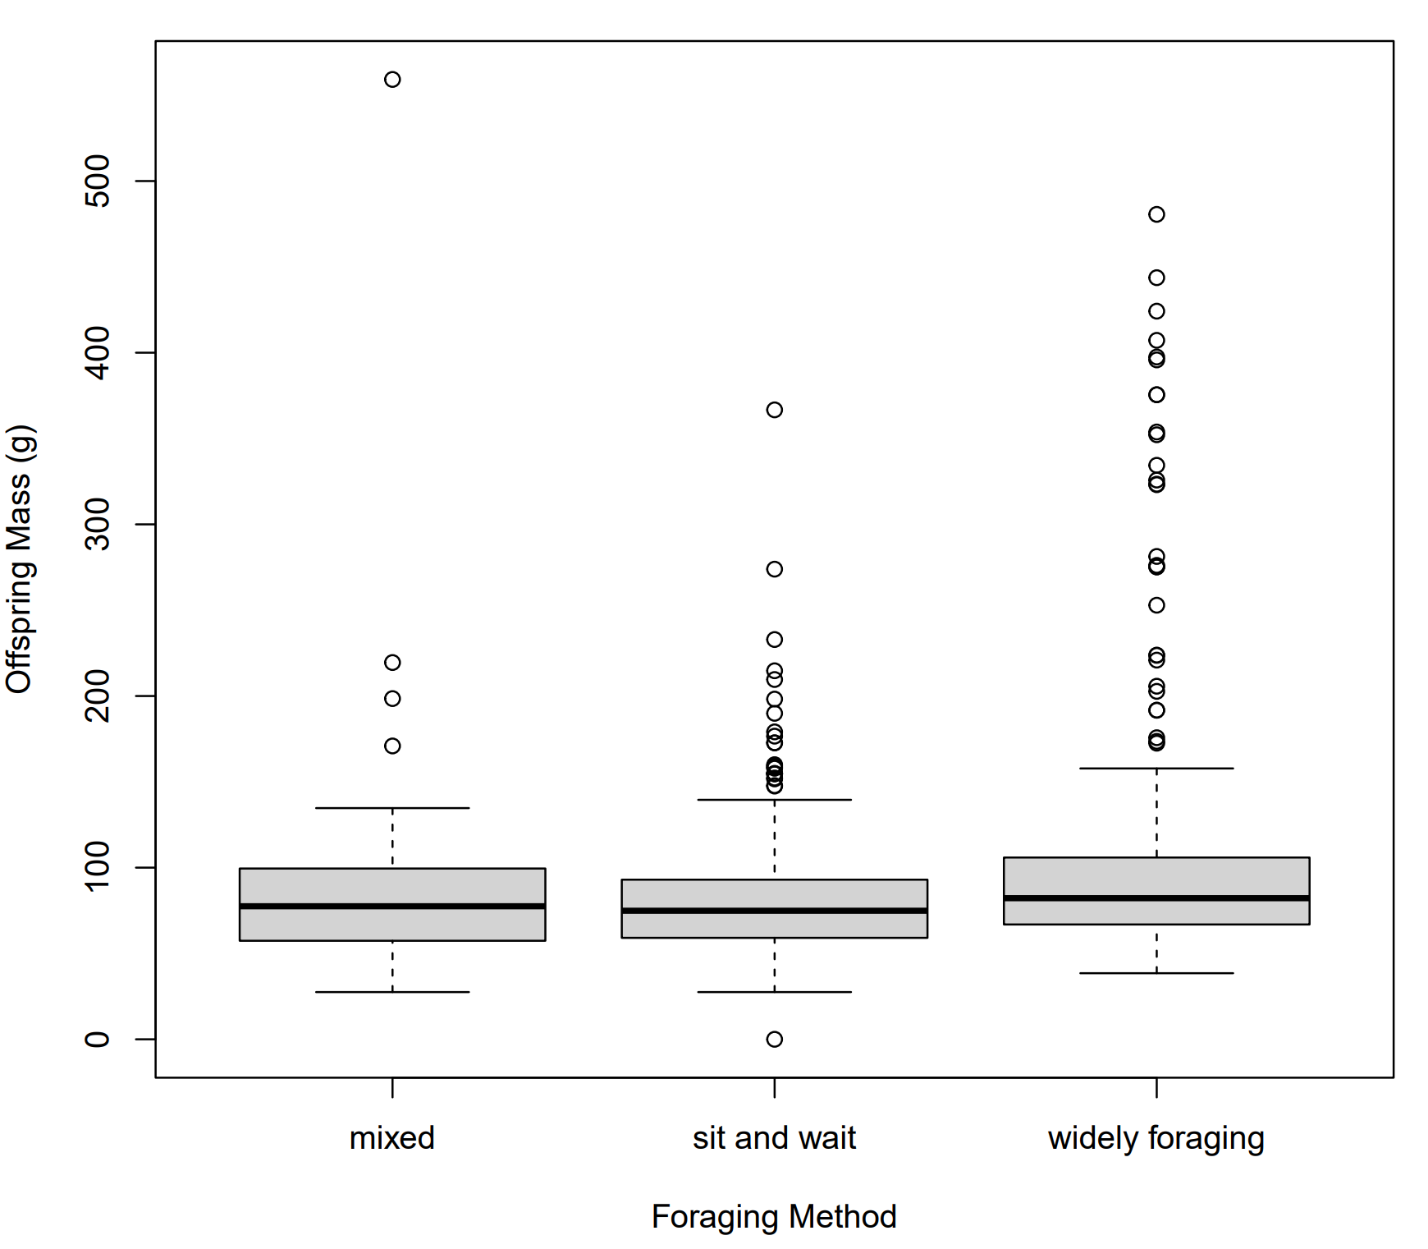 500
400
300
200
100
0
Offspring Mass (g)
mixed
sit and wait
widely foraging
Foraging Method